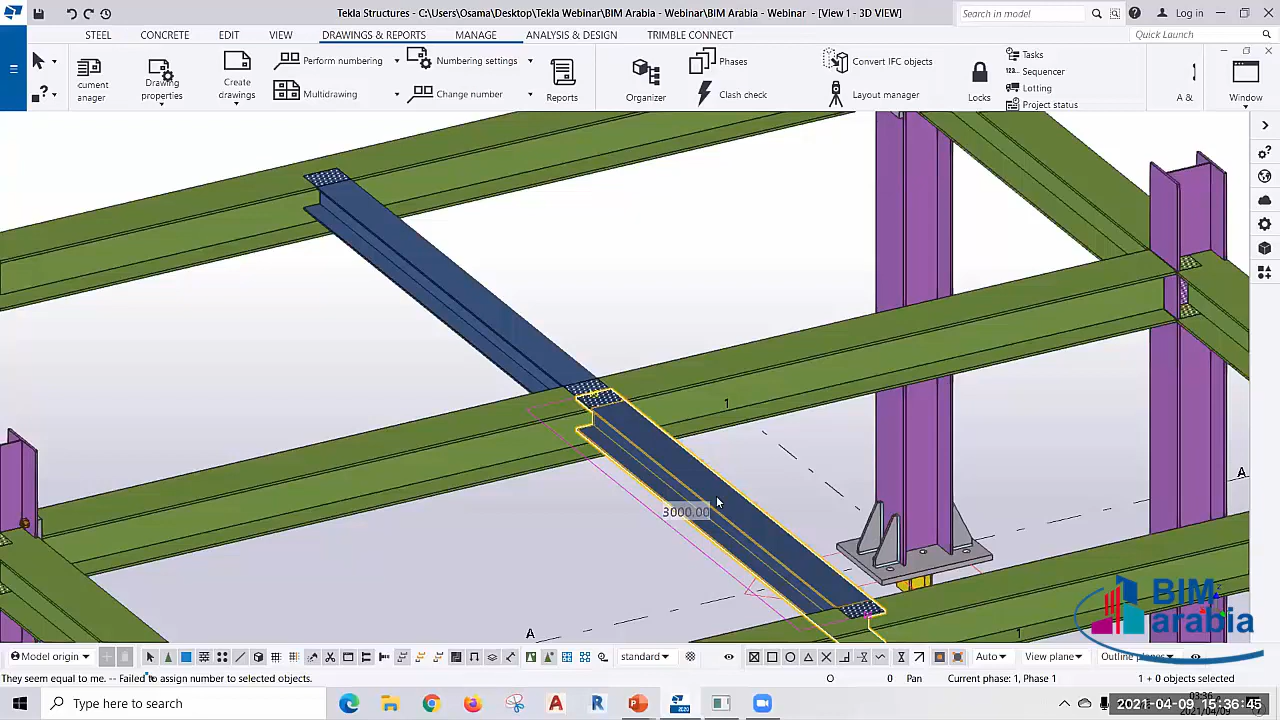 Tekla Structures - C:\Users\Osama\Desktop\Tekla Webinar\BIM Arabia - Webinar
[View 1 - 3D
Search in model
Log in
STEEL
CONCRETE
EDIT
VIEW
DRAWINGS & REPORTS
MANAGE
ANALYSIS & DESIGN
TRIMBLE CONNECT
Quick Launch
cument
anager
Drawing
properties
Create
drawings
Perform numbering
Multidrawing
Numbering settings
Change number
Reports
Organizer
Phases
Clash check
Convert IFC objects
Layout manager
Locks
Tasks
Sequencer
Lotting
Project status
A &
Window
1
A
3000.00
A
1
BIM
arabia
Model origin
standard
Auto
View plane
Outline planes
They seem equal to me. -- Failed to assign number to selected objects.
O
0
Pan
Current phase: 1, Phase 1
1 + 0 objects selected
Type here to search
2021-04-09 15:36:45